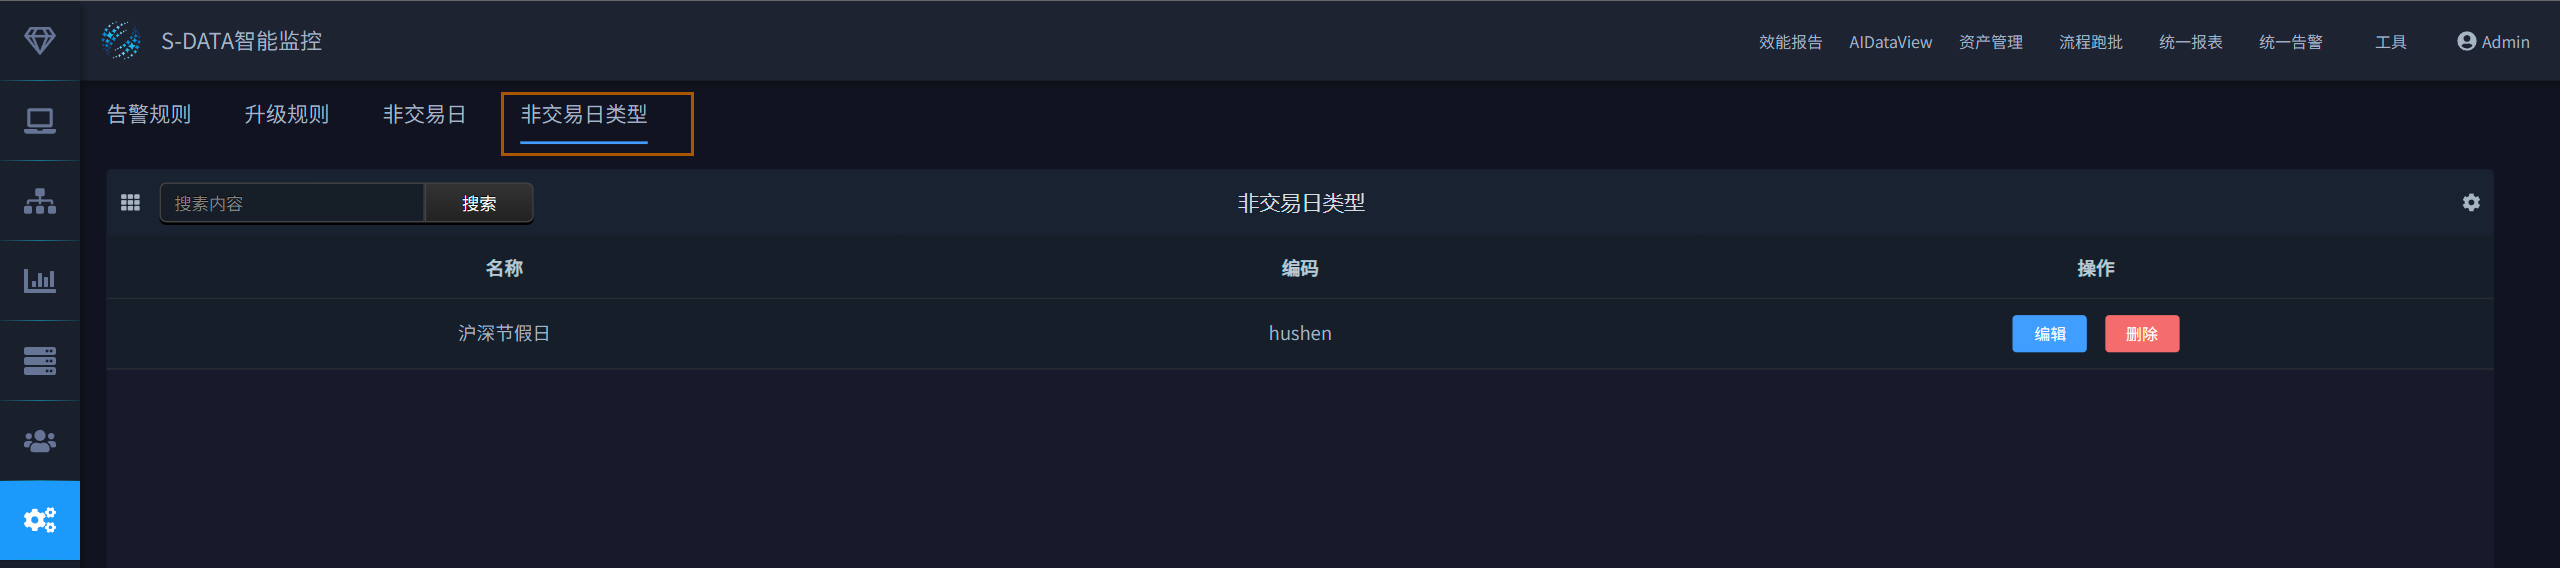 S-DATA智能监控
效能报告 AIDataView 资产管理 流程跑批 统一报表 统一告警 工具 Admin
告警规则 升级规则 非交易日 非交易日类型
搜素内容 搜索 非交易日类型
名称 编码 操作
沪深节假日 hushen 编辑 删除